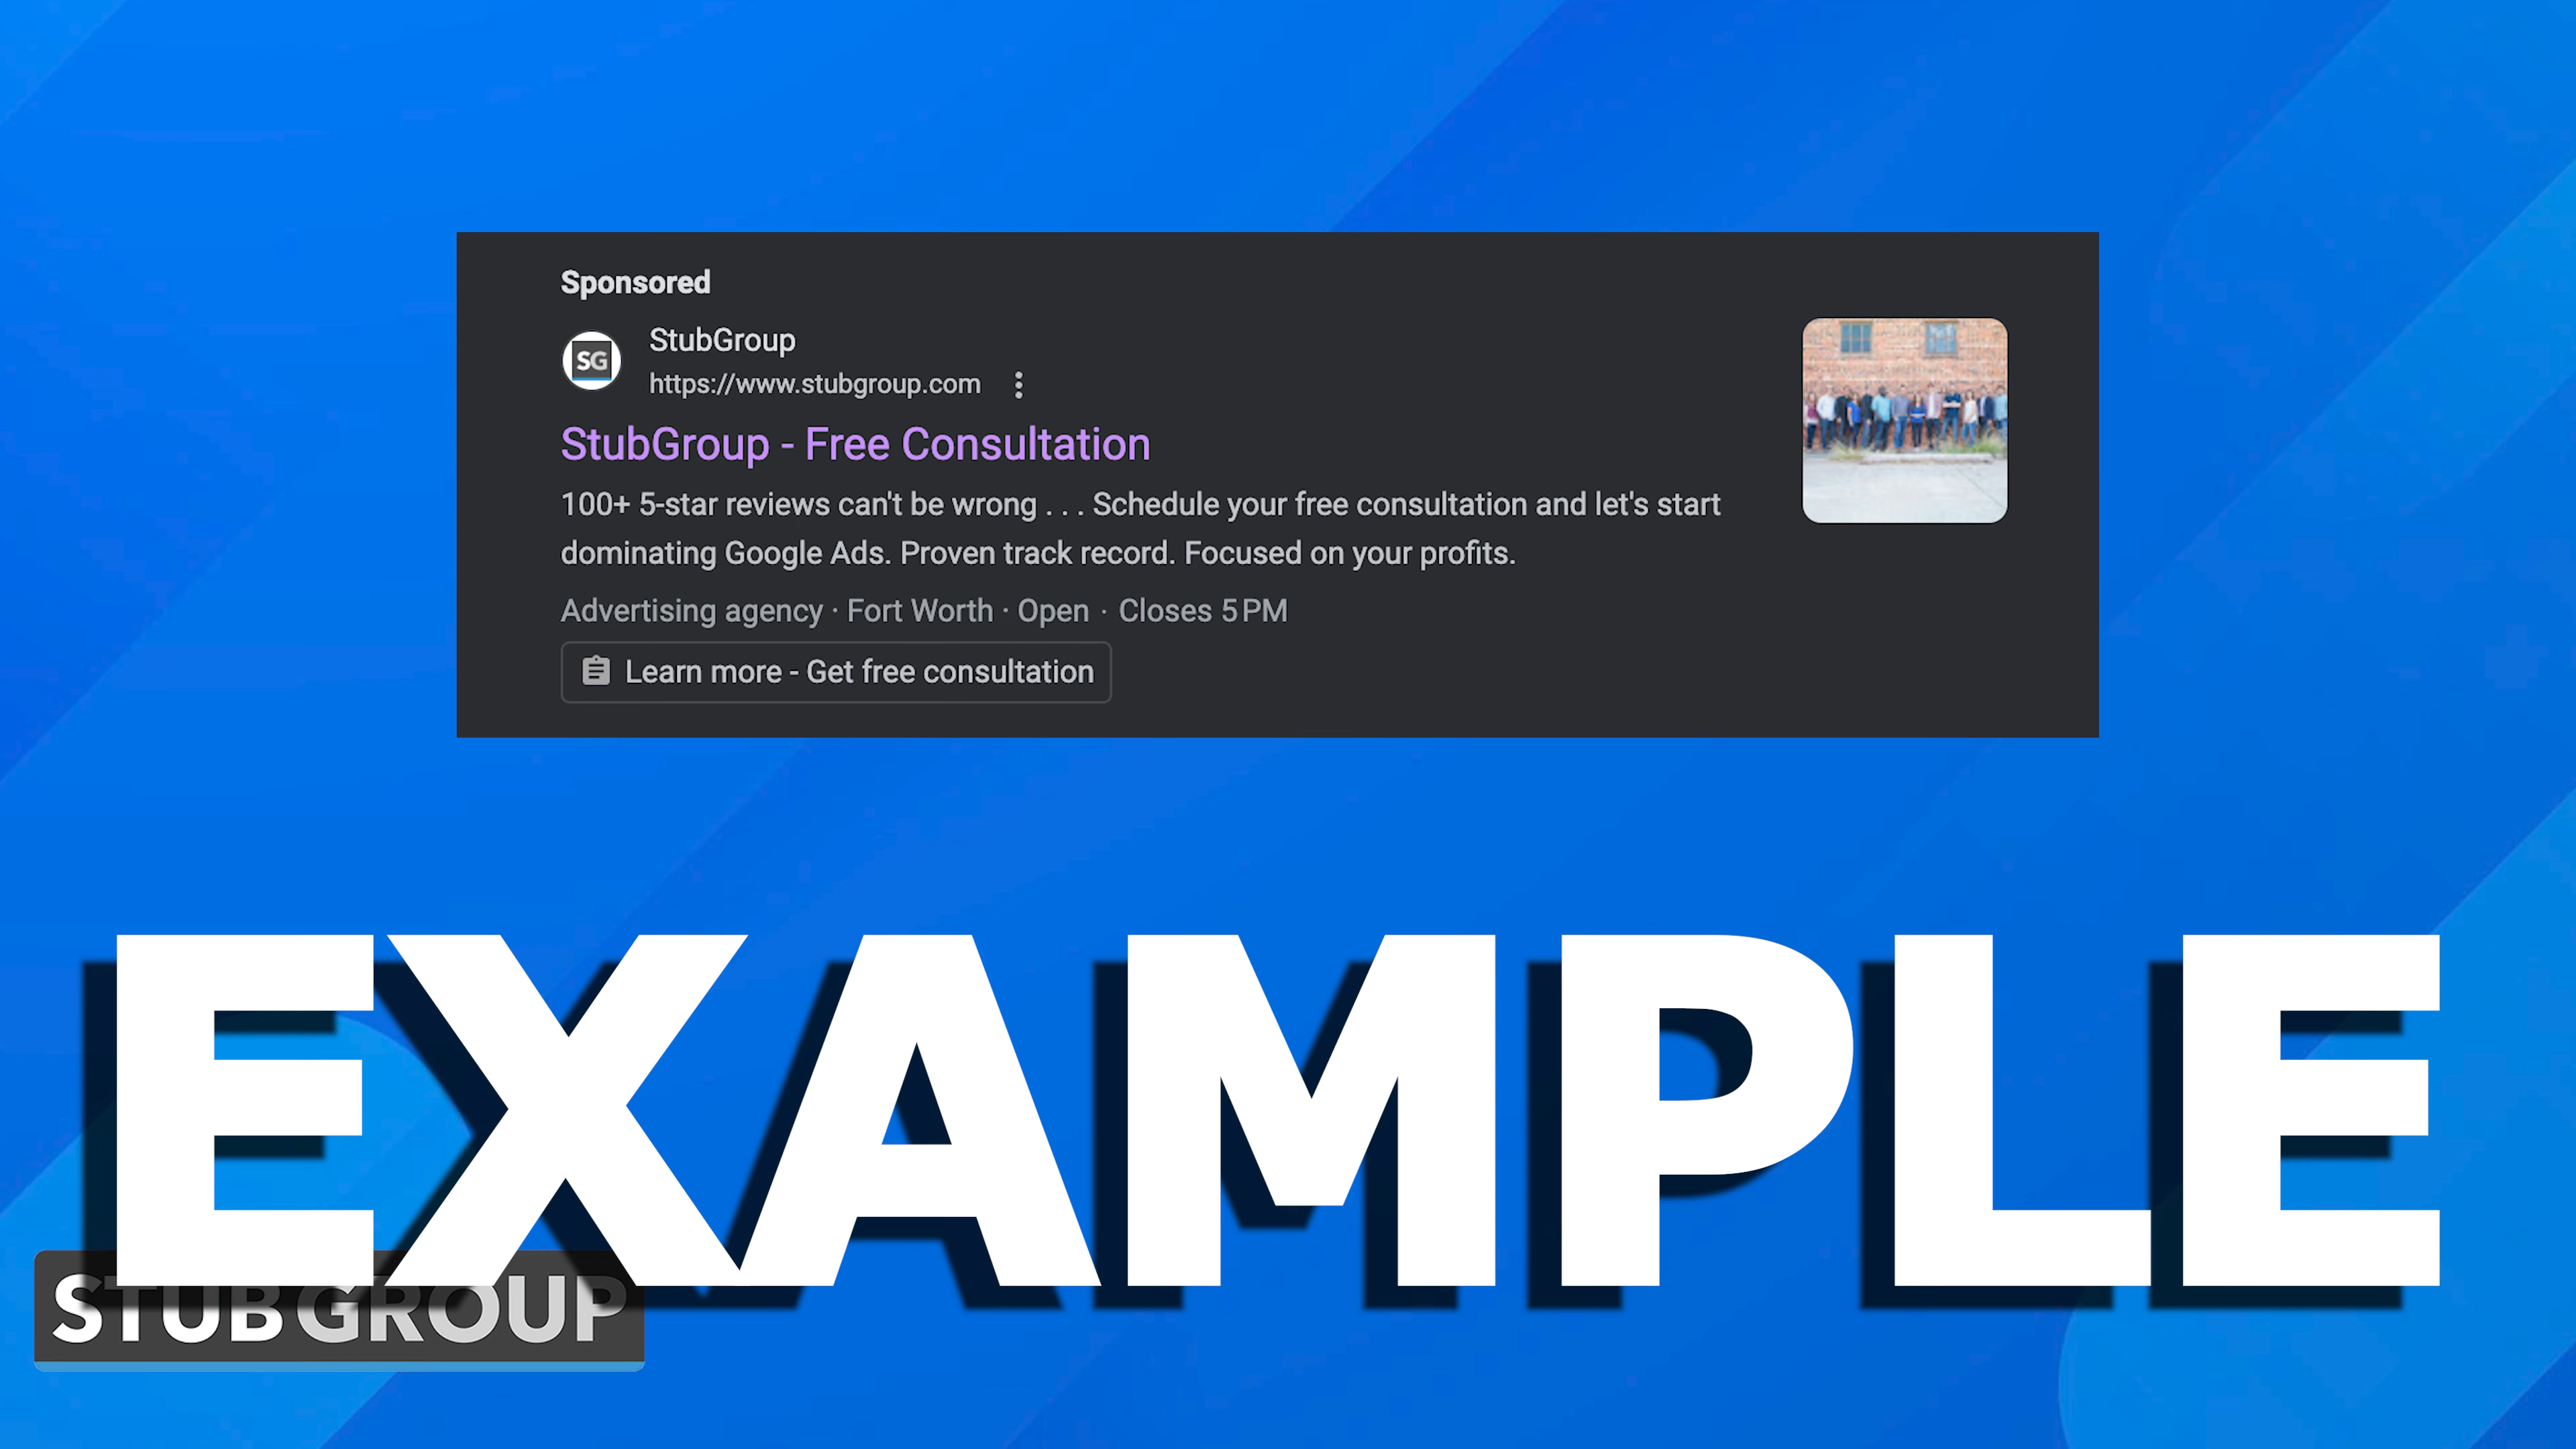 Sponsored
SG
StubGroup
https://www.stubgroup.com
StubGroup - Free Consultation
100+ 5-star reviews can't be wrong . . . Schedule your free consultation and let's start
dominating Google Ads. Proven track record. Focused on your profits.
Advertising agency · Fort Worth · Open · Closes 5 PM
Learn more - Get free consultation
EXAMPLE
STUBGROUP